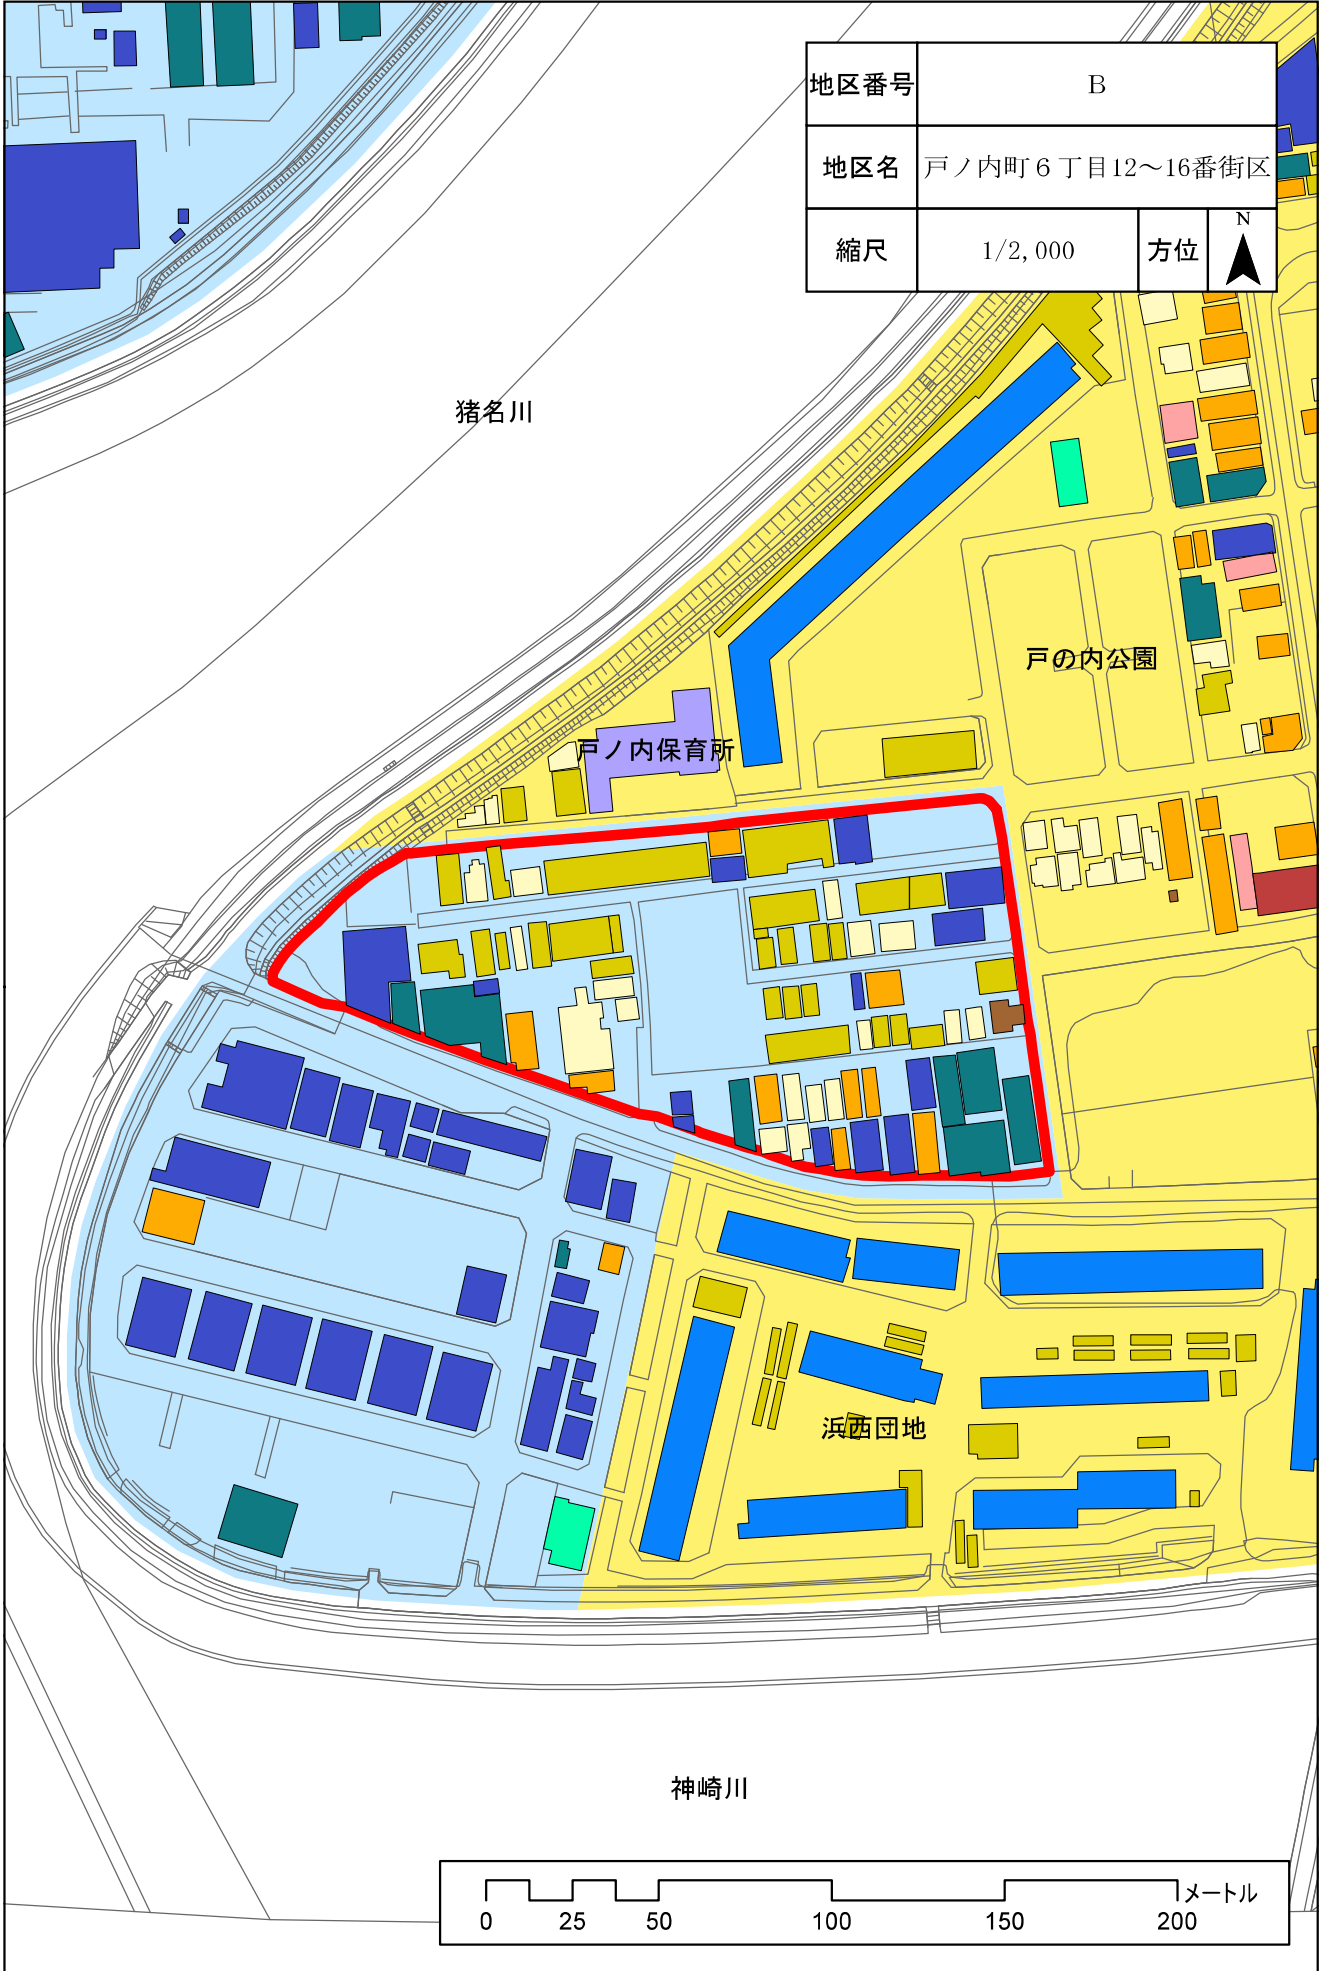 地区番号 B
地区名 戸ノ内町６丁目12～16番街区
縮尺 1/2,000 方位 N
猪名川
戸の内公園
戸ノ内保育所
浜西団地
神崎川
メートル
0 25 50 100 150 200